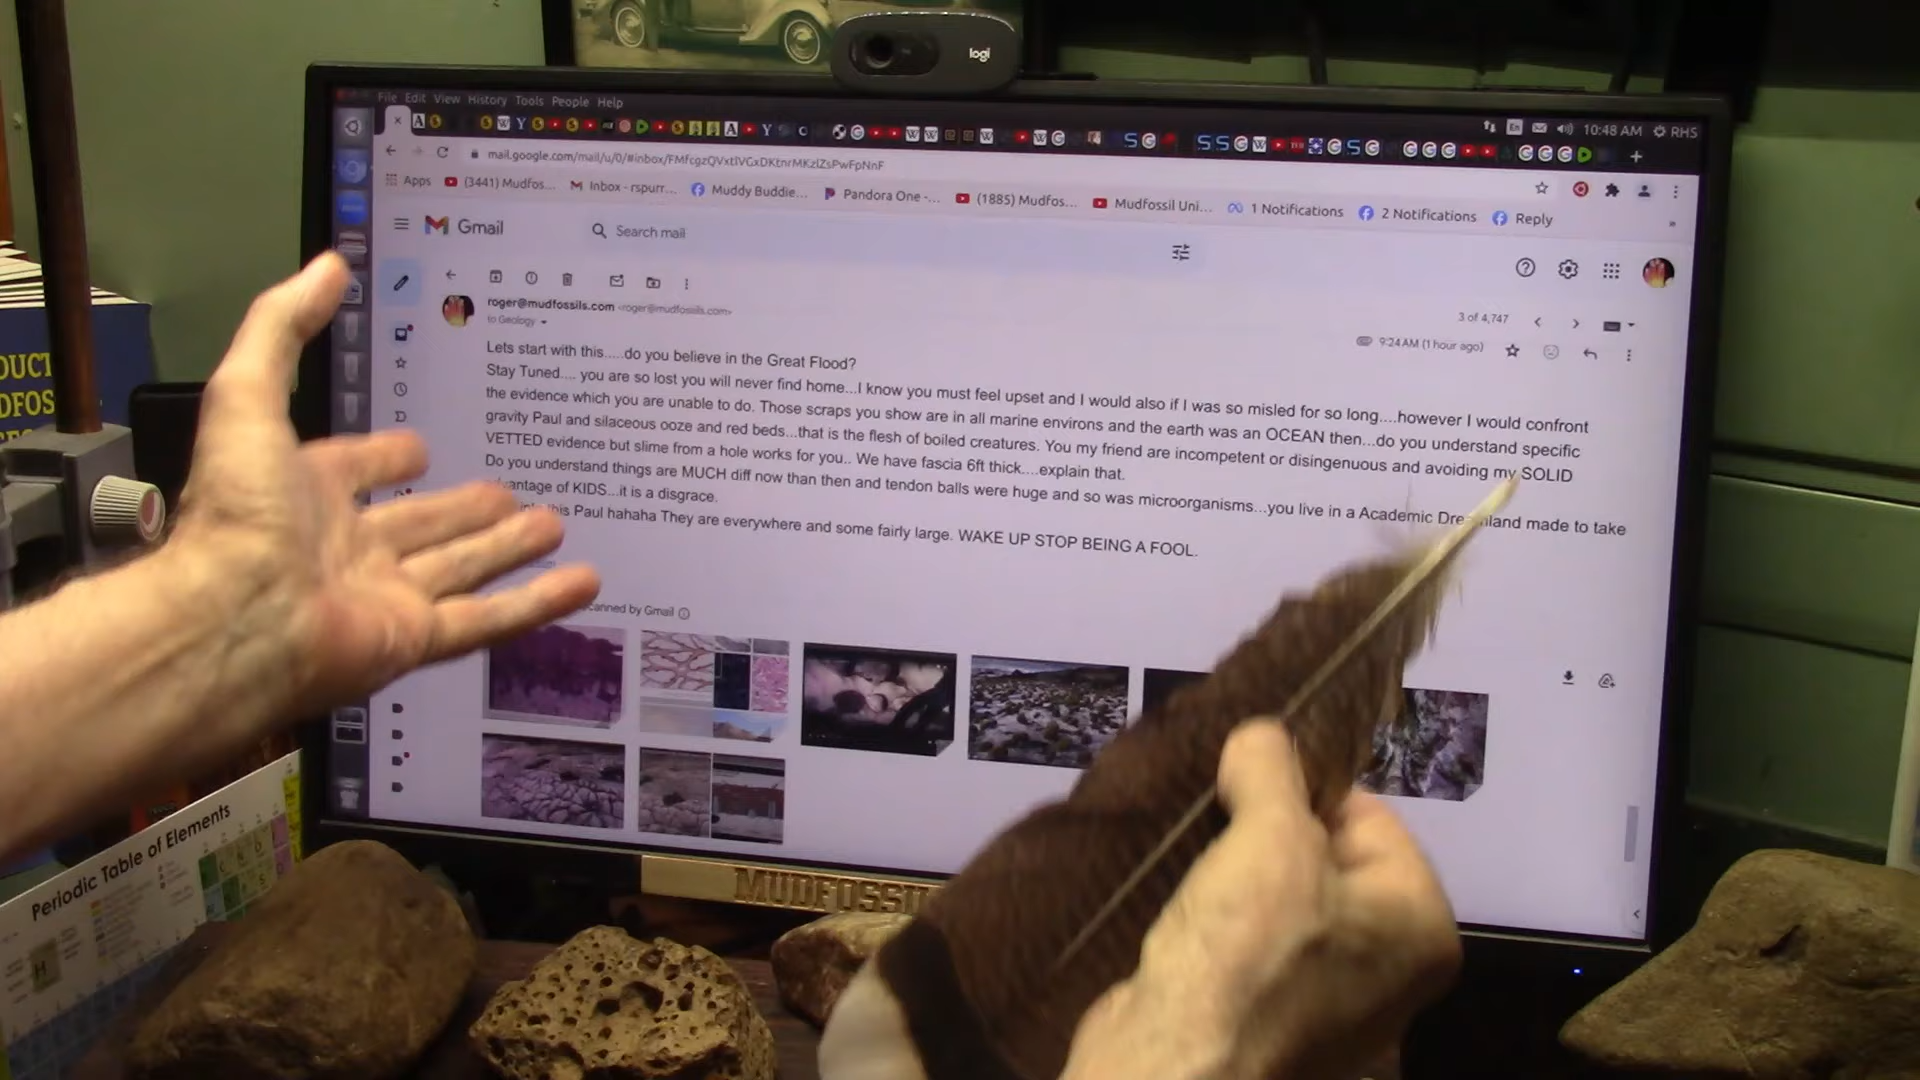 logi
File Edit View History Tools People Help
10:48 AM RHS
mail.google.com/mail/u/0/#inbox/FMfcgzQVxtlVGxDKtnrMKzlZsPwFpNnF
Apps (3441) Mudfos... Inbox - rspurr... Muddy Buddie... Pandora One -... (1885) Mudfos... Mudfossil Uni... 1 Notifications 2 Notifications Reply
Gmail Search mail
roger@mudfossils.com <roger@mudfossils.com>
to Geology
3 of 4,747
9:24 AM (1 hour ago)
Lets start with this.....do you believe in the Great Flood?
Stay Tuned.... you are so lost you will never find home...I know you must feel upset and I would also if I was so misled for so long....however I would confront
the evidence which you are unable to do. Those scraps you show are in all marine environs and the earth was an OCEAN then...do you understand specific
gravity Paul and silaceous ooze and red beds...that is the flesh of boiled creatures. You my friend are incompetent or disingenuous and avoiding my SOLID
VETTED evidence but slime from a hole works for you.. We have fascia 6ft thick....explain that.
Do you understand things are MUCH diff now than then and tendon balls were huge and so was microorganisms...you live in a Academic land made to take
of KIDS...it is a disgrace.
this Paul hahaha They are everywhere and some fairly large. WAKE UP STOP BEING A FOOL.
scanned by Gmail
MUDFOSSIL
Periodic Table of Elements
H